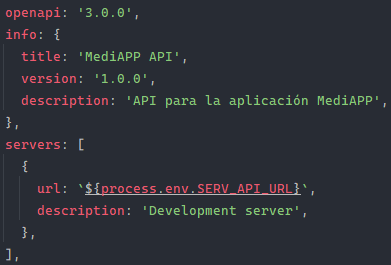 openapi: '3.0.0',
info: {
title: 'MediAPP API',
version: '1.0.0',
description: 'API para la aplicación MediAPP',
},
servers: [
{
url: `${process.env.SERV_API_URL}`,
description: 'Development server',
},
],